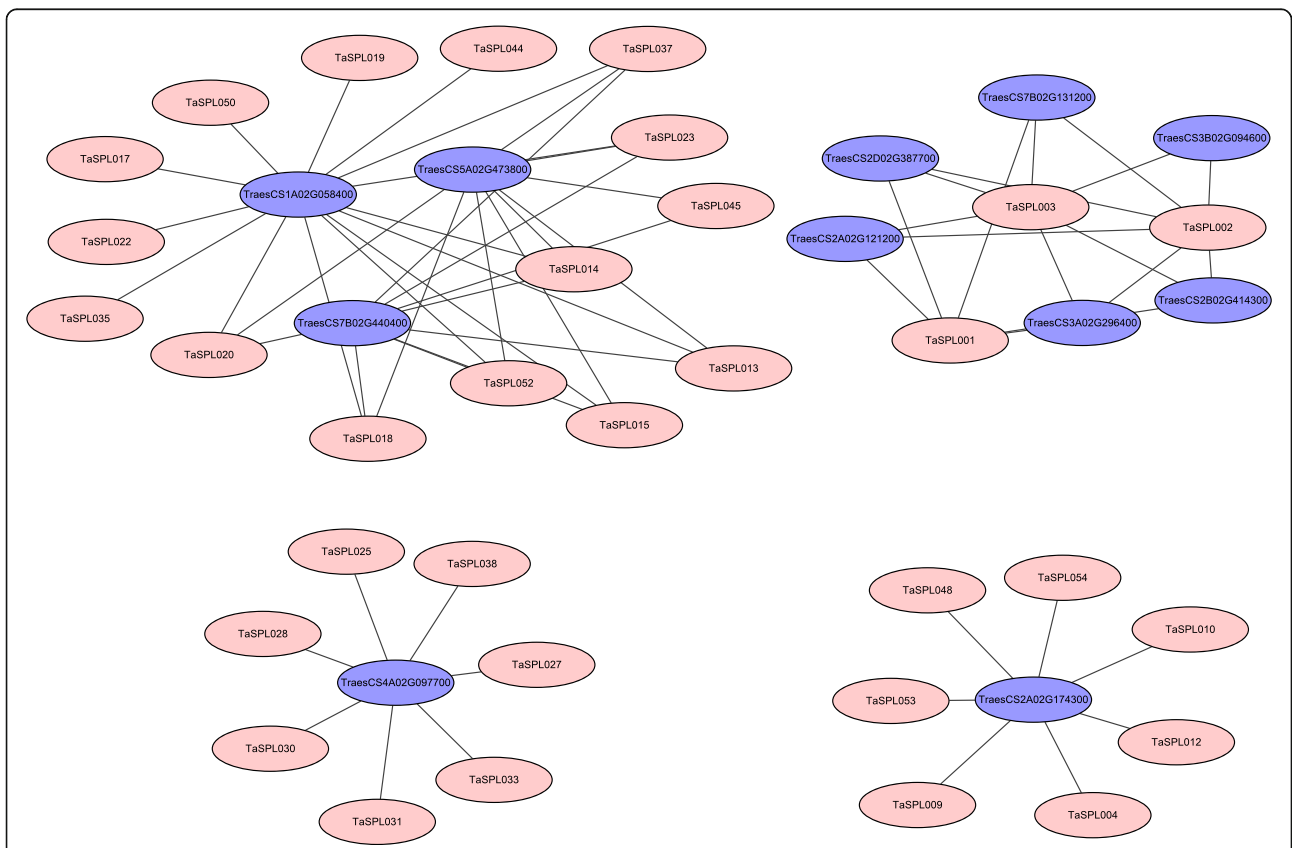 TaSPL019
TaSPL044
TaSPL037
TaSPL050
TaSPL017
TaSPL023
TraesCS5A02G473800
TraesCS1A02G058400
TaSPL045
TaSPL022
TaSPL014
TaSPL035
TraesCS7B02G440400
TaSPL020
TaSPL013
TaSPL052
TaSPL018
TaSPL015
TraesCS7B02G131200
TraesCS3B02G094600
TraesCS2D02G387700
TaSPL003
TaSPL002
TraesCS2A02G121200
TraesCS2B02G414300
TraesCS3A02G296400
TaSPL001
TaSPL025
TaSPL038
TaSPL028
TaSPL027
TraesCS4A02G097700
TaSPL030
TaSPL033
TaSPL031
TaSPL054
TaSPL048
TaSPL010
TaSPL053
TraesCS2A02G174300
TaSPL012
TaSPL009
TaSPL004